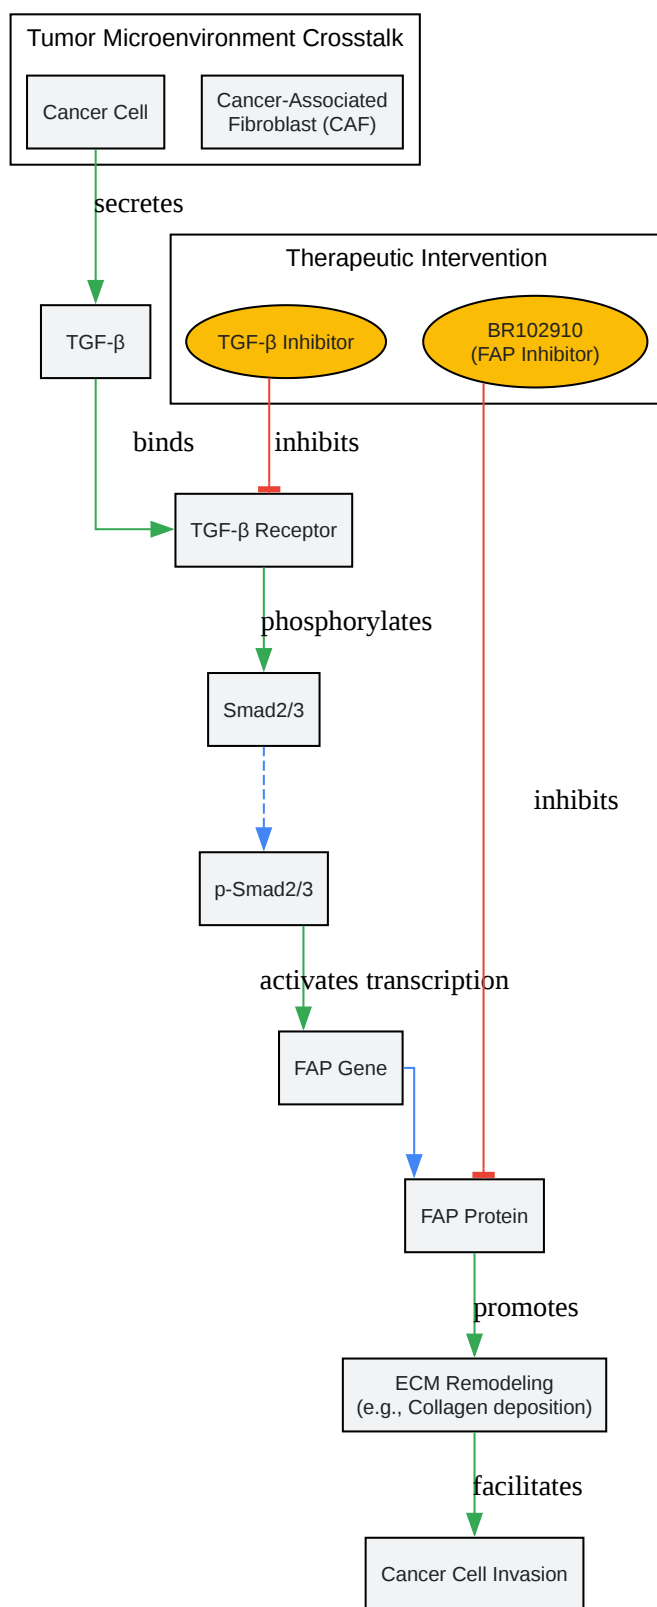 Tumor Microenvironment Crosstalk
Cancer Cell
Cancer-Associated
Fibroblast (CAF)
secretes
Therapeutic Intervention
TGF-β
TGF-β Inhibitor
BR102910
(FAP Inhibitor)
binds
inhibits
TGF-β Receptor
phosphorylates
Smad2/3
inhibits
p-Smad2/3
activates transcription
FAP Gene
FAP Protein
promotes
ECM Remodeling
(e.g., Collagen deposition)
facilitates
Cancer Cell Invasion